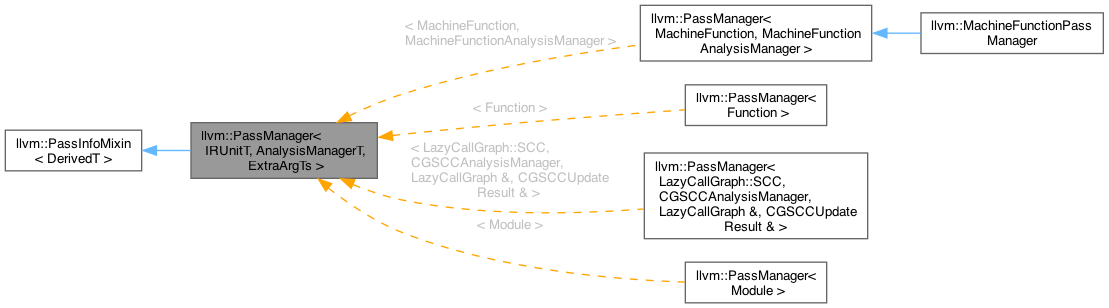 llvm::PassInfoMixin
< DerivedT >
llvm::PassManager<
IRUnitT, AnalysisManagerT,
ExtraArgTs >
< MachineFunction,
MachineFunctionAnalysisManager >
< Function >
< LazyCallGraph::SCC,
CGSCCAnalysisManager,
LazyCallGraph &, CGSCCUpdate
Result & >
< Module >
llvm::PassManager<
MachineFunction, MachineFunction
AnalysisManager >
llvm::MachineFunctionPass
Manager
llvm::PassManager<
Function >
llvm::PassManager<
LazyCallGraph::SCC,
CGSCCAnalysisManager,
LazyCallGraph &, CGSCCUpdate
Result & >
llvm::PassManager<
Module >